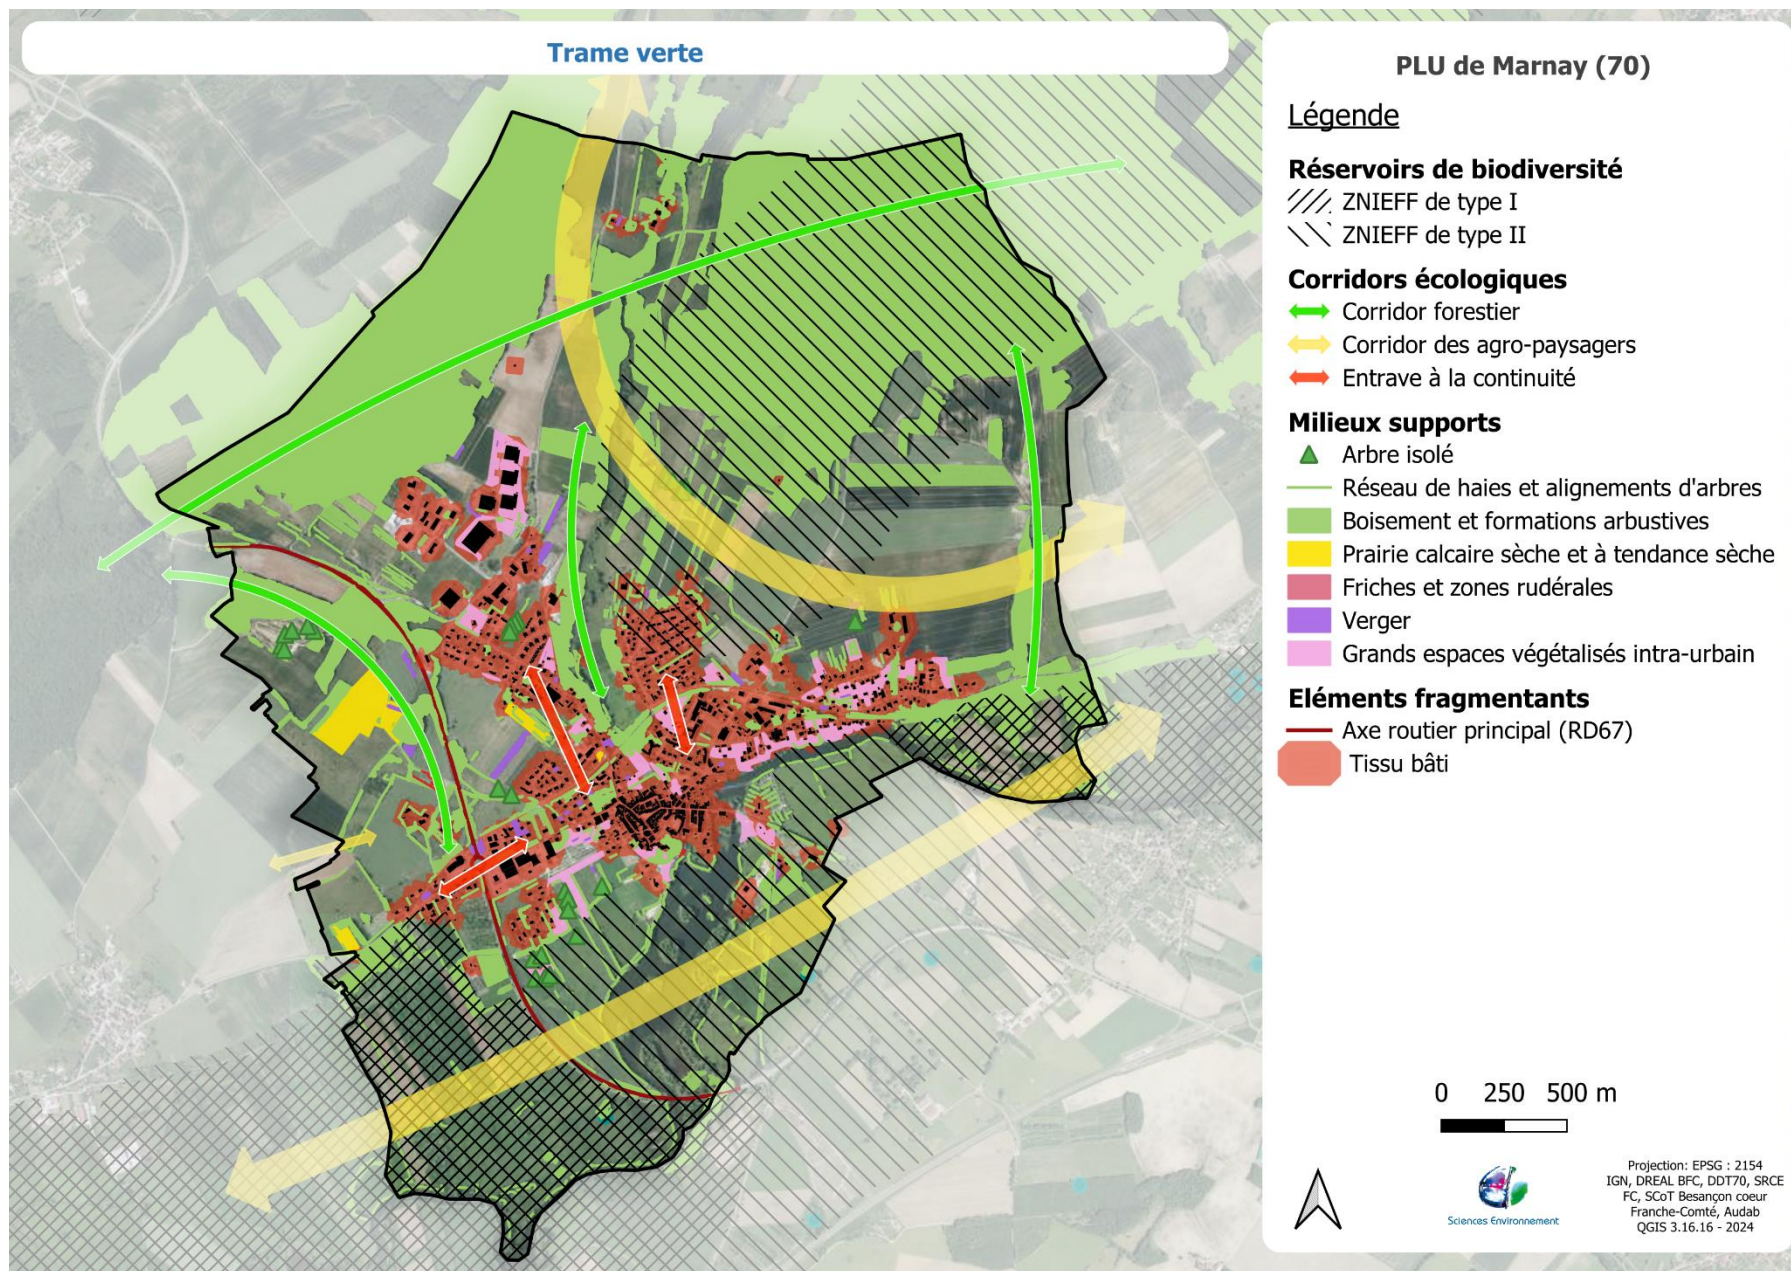 Trame verte
PLU de Marnay (70)
Légende
Réservoirs de biodiversité
ZNIEFF de type I
ZNIEFF de type II
Corridors écologiques
Corridor forestier
Corridor des agro-paysagers
Entrave à la continuité
Milieux supports
Arbre isolé
Réseau de haies et alignements d'arbres
Boisement et formations arbustives
Prairie calcaire sèche et à tendance sèche
Friches et zones rudérales
Verger
Grands espaces végétalisés intra-urbain
Eléments fragmentants
Axe routier principal (RD67)
Tissu bâti
0 250 500 m
Sciences Environnement
Projection: EPSG : 2154
IGN, DREAL BFC, DDT70, SRCE
FC, SCoT Besançon coeur
Franche-Comté, Audab
QGIS 3.16.16 - 2024